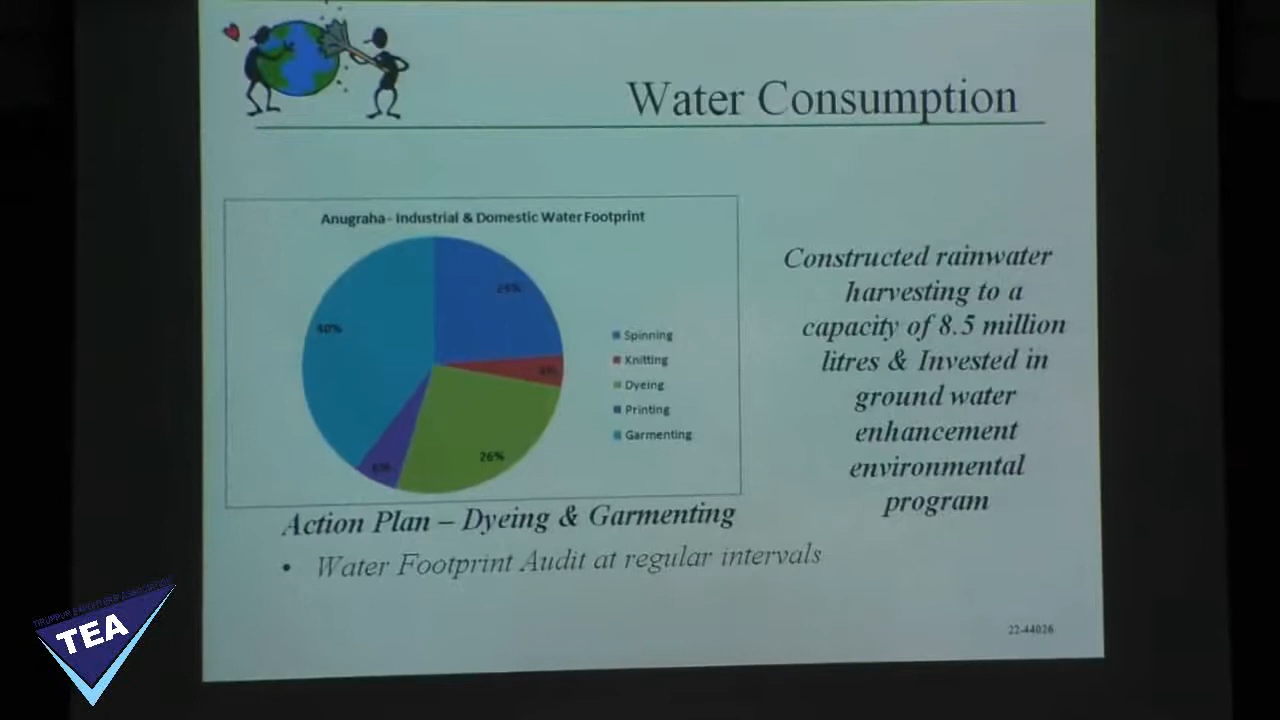 Water Consumption
Anugraha - Industrial & Domestic Water Footprint
40%
26%
Spinning
Knitting
Dyeing
Printing
Garmenting
Constructed rainwater
harvesting to a
capacity of 8.5 million
litres & Invested in
ground water
enhancement
environmental
program
Action Plan – Dyeing & Garmenting
• Water Footprint Audit at regular intervals
22-44026
TEA